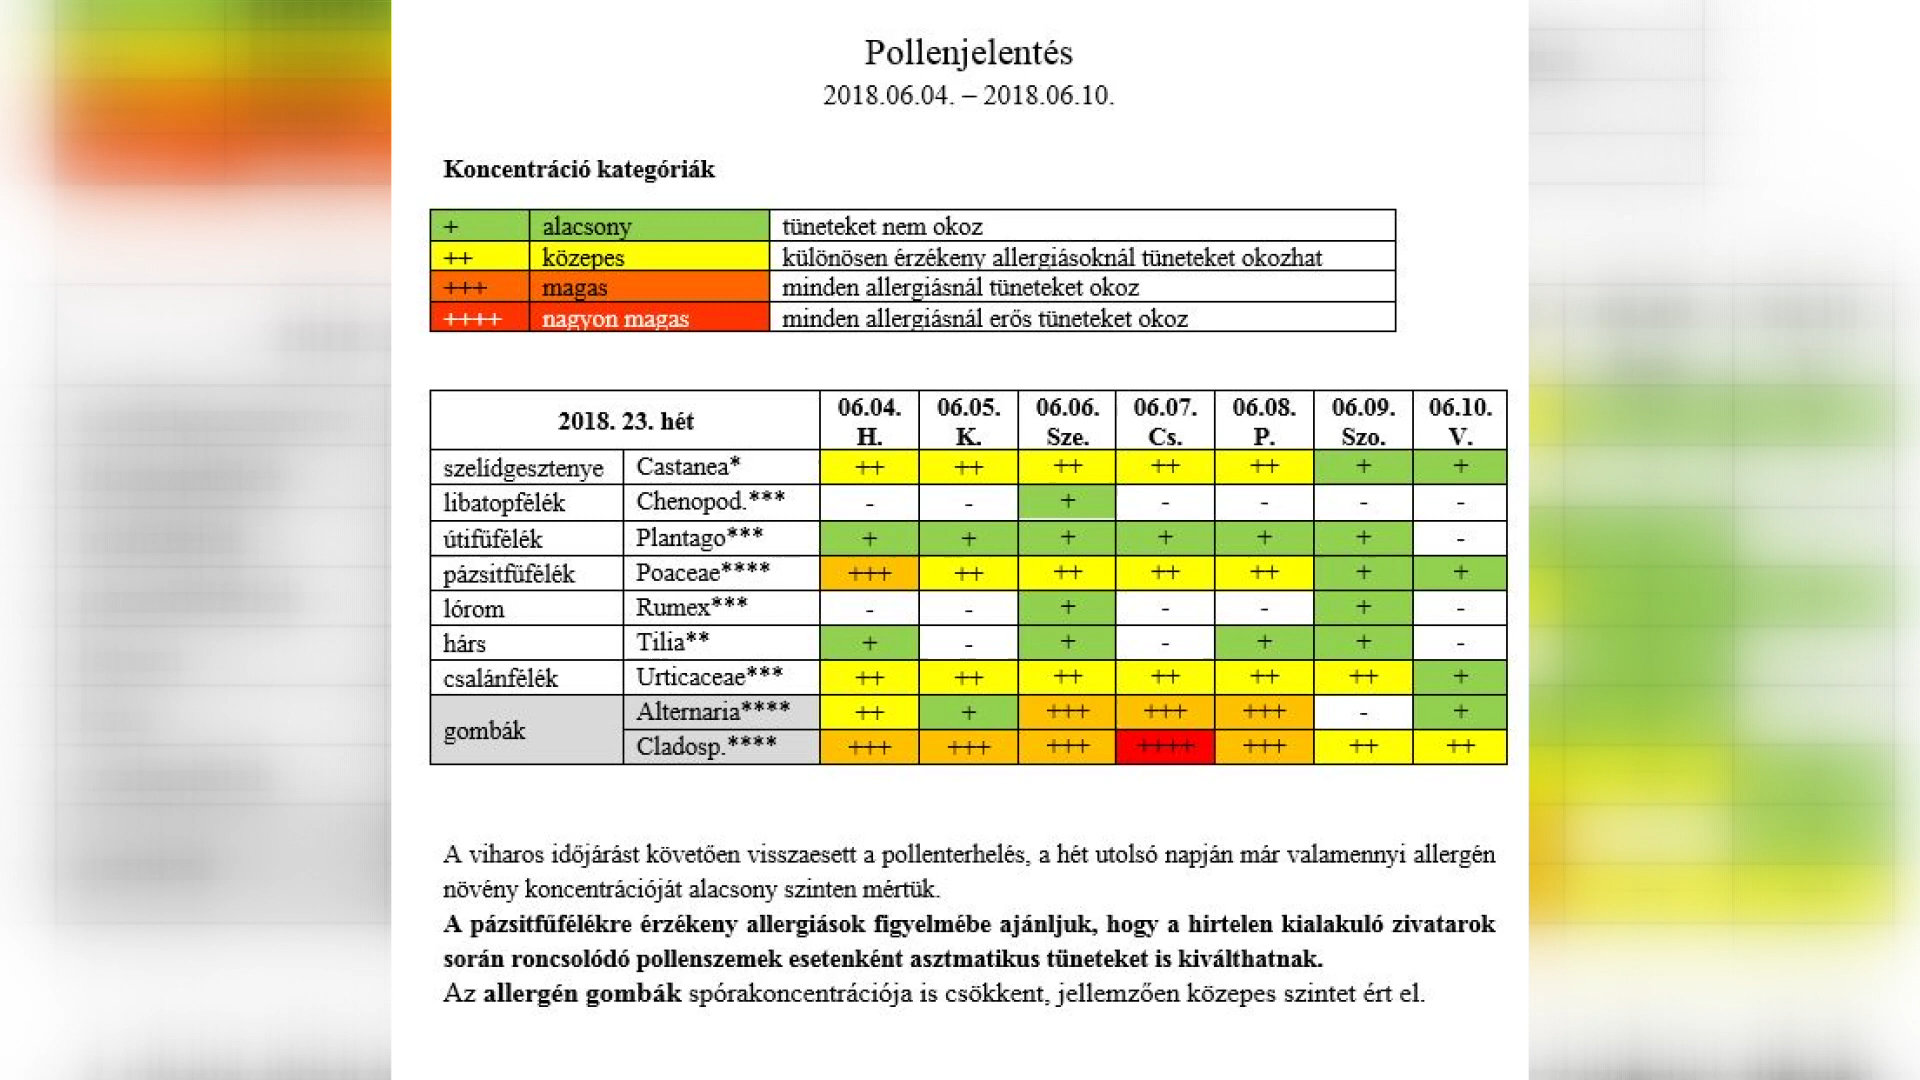 Pollenjelentés
2018.06.04. – 2018.06.10.
Koncentráció kategóriák
+ alacsony tüneteket nem okoz
++ közepes különösen érzékeny allergiásoknál tüneteket okozhat
+++ magas minden allergiásnál tüneteket okoz
++++ nagyon magas minden allergiásnál erős tüneteket okoz
2018. 23. hét 06.04. H. 06.05. K. 06.06. Sze. 06.07. Cs. 06.08. P. 06.09. Szo. 06.10. V.
szelídgesztenye Castanea* ++ ++ ++ ++ ++ + +
libatopfélék Chenopod.*** - - + - - - -
útifüfélék Plantago*** + + + + + + -
pázsitfüfélék Poaceae**** +++ ++ ++ ++ ++ + +
lórom Rumex*** - - + - - + -
hárs Tilia** + - + - + + -
csalánfélék Urticaceae*** ++ ++ ++ ++ ++ ++ +
gombák Alternaria**** ++ + +++ +++ +++ - +
Cladosp.**** +++ +++ +++ ++++ +++ ++ ++
A viharos időjárást követően visszaesett a pollenterhelés, a hét utolsó napján már valamennyi allergén
növény koncentrációját alacsony szinten mértük.
A pázsitfűfélékre érzékeny allergiások figyelmébe ajánljuk, hogy a hirtelen kialakuló zivatarok
során roncsolódó pollenszemek esetenként asztmatikus tüneteket is kiválthatnak.
Az allergén gombák spórakoncentrációja is csökkent, jellemzően közepes szintet ért el.